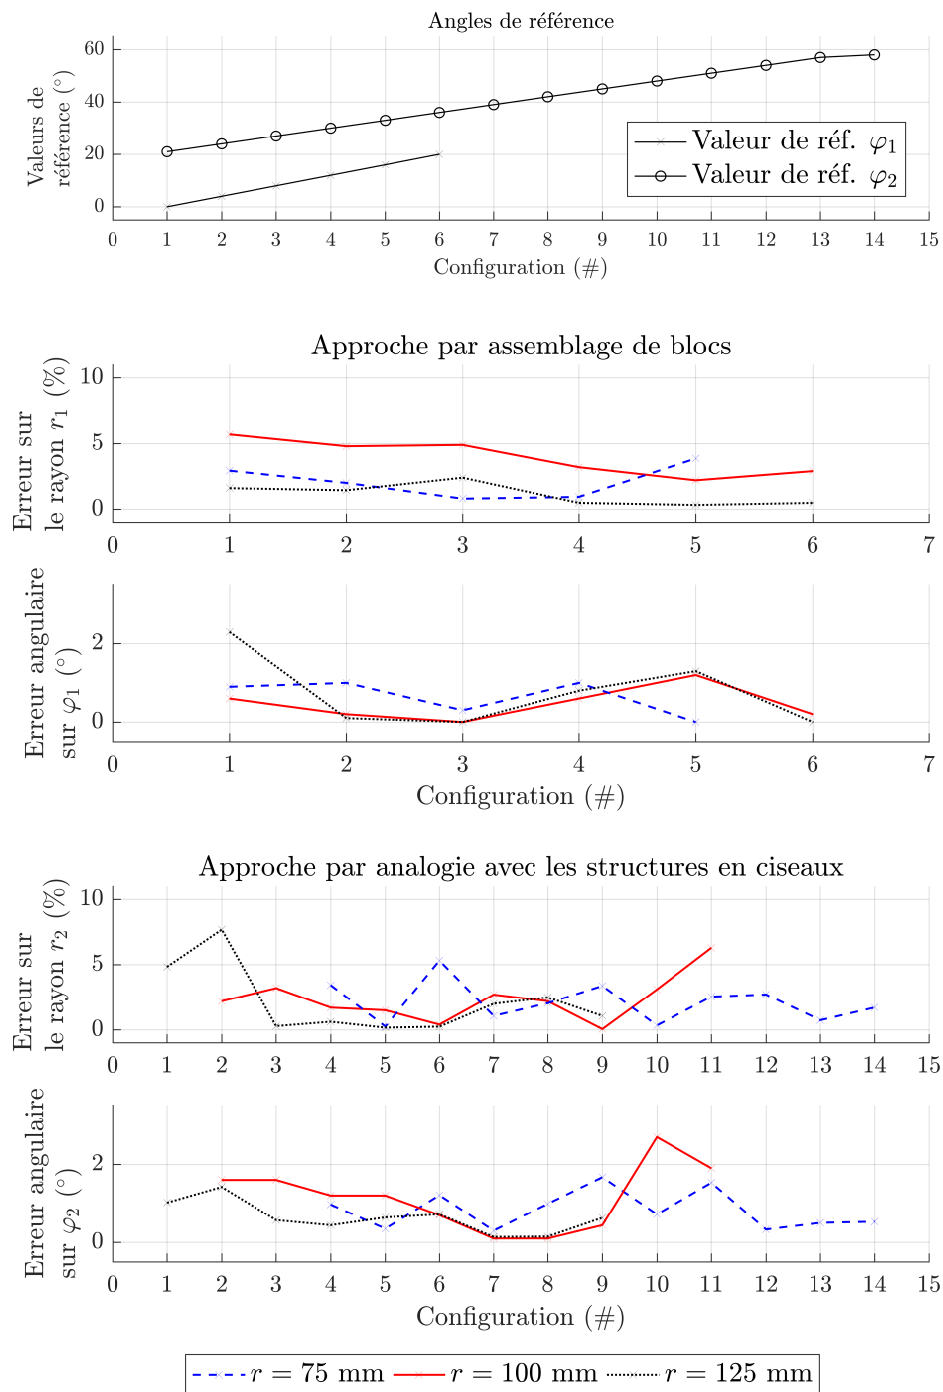 Angles de référence
Valeurs de
référence (°)
60
40
20
0
Valeur de réf. φ₁
Valeur de réf. φ₂
0 1 2 3 4 5 6 7 8 9 10 11 12 13 14 15
Configuration (#)
Approche par assemblage de blocs
Erreur sur
le rayon r₁ (%)
10
5
0
0 1 2 3 4 5 6 7
Erreur angulaire
sur φ₁ (°)
2
0
0 1 2 3 4 5 6 7
Configuration (#)
Approche par analogie avec les structures en ciseaux
Erreur sur
le rayon r₂ (%)
10
5
0
0 1 2 3 4 5 6 7 8 9 10 11 12 13 14 15
Erreur angulaire
sur φ₂ (°)
2
0
0 1 2 3 4 5 6 7 8 9 10 11 12 13 14 15
Configuration (#)
r = 75 mm r = 100 mm r = 125 mm